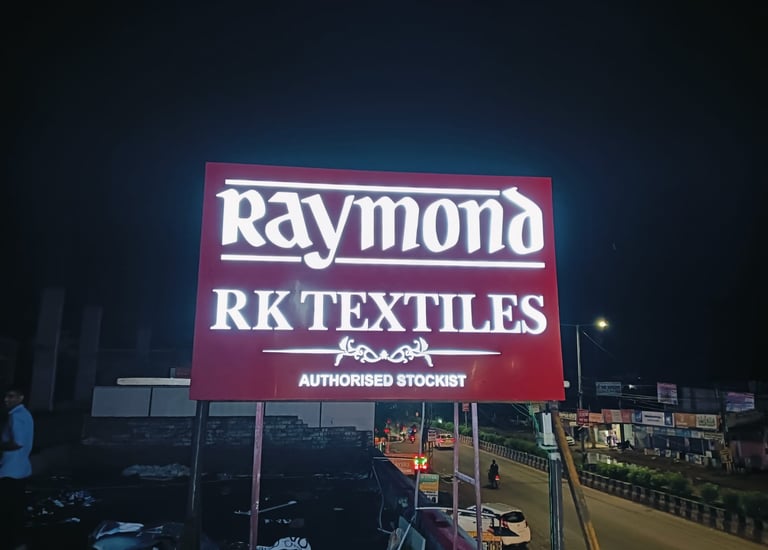 Raymond
RK TEXTILES
AUTHORISED STOCKIST